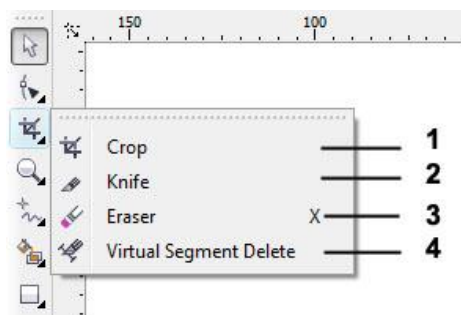 150 100
Crop 1
Knife 2
Eraser X 3
Virtual Segment Delete 4